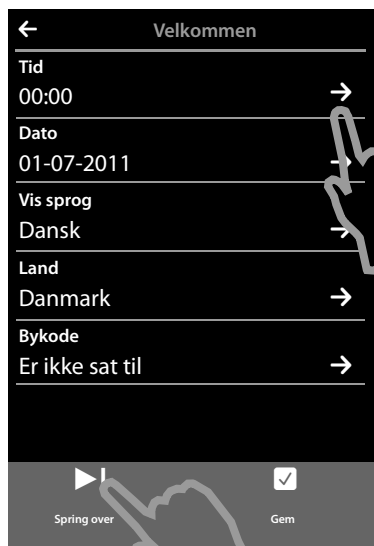 Velkommen
Tid
00:00
Dato
01-07-2011
Vis sprog
Dansk
Land
Danmark
Bykode
Er ikke sat til
Spring over
Gem